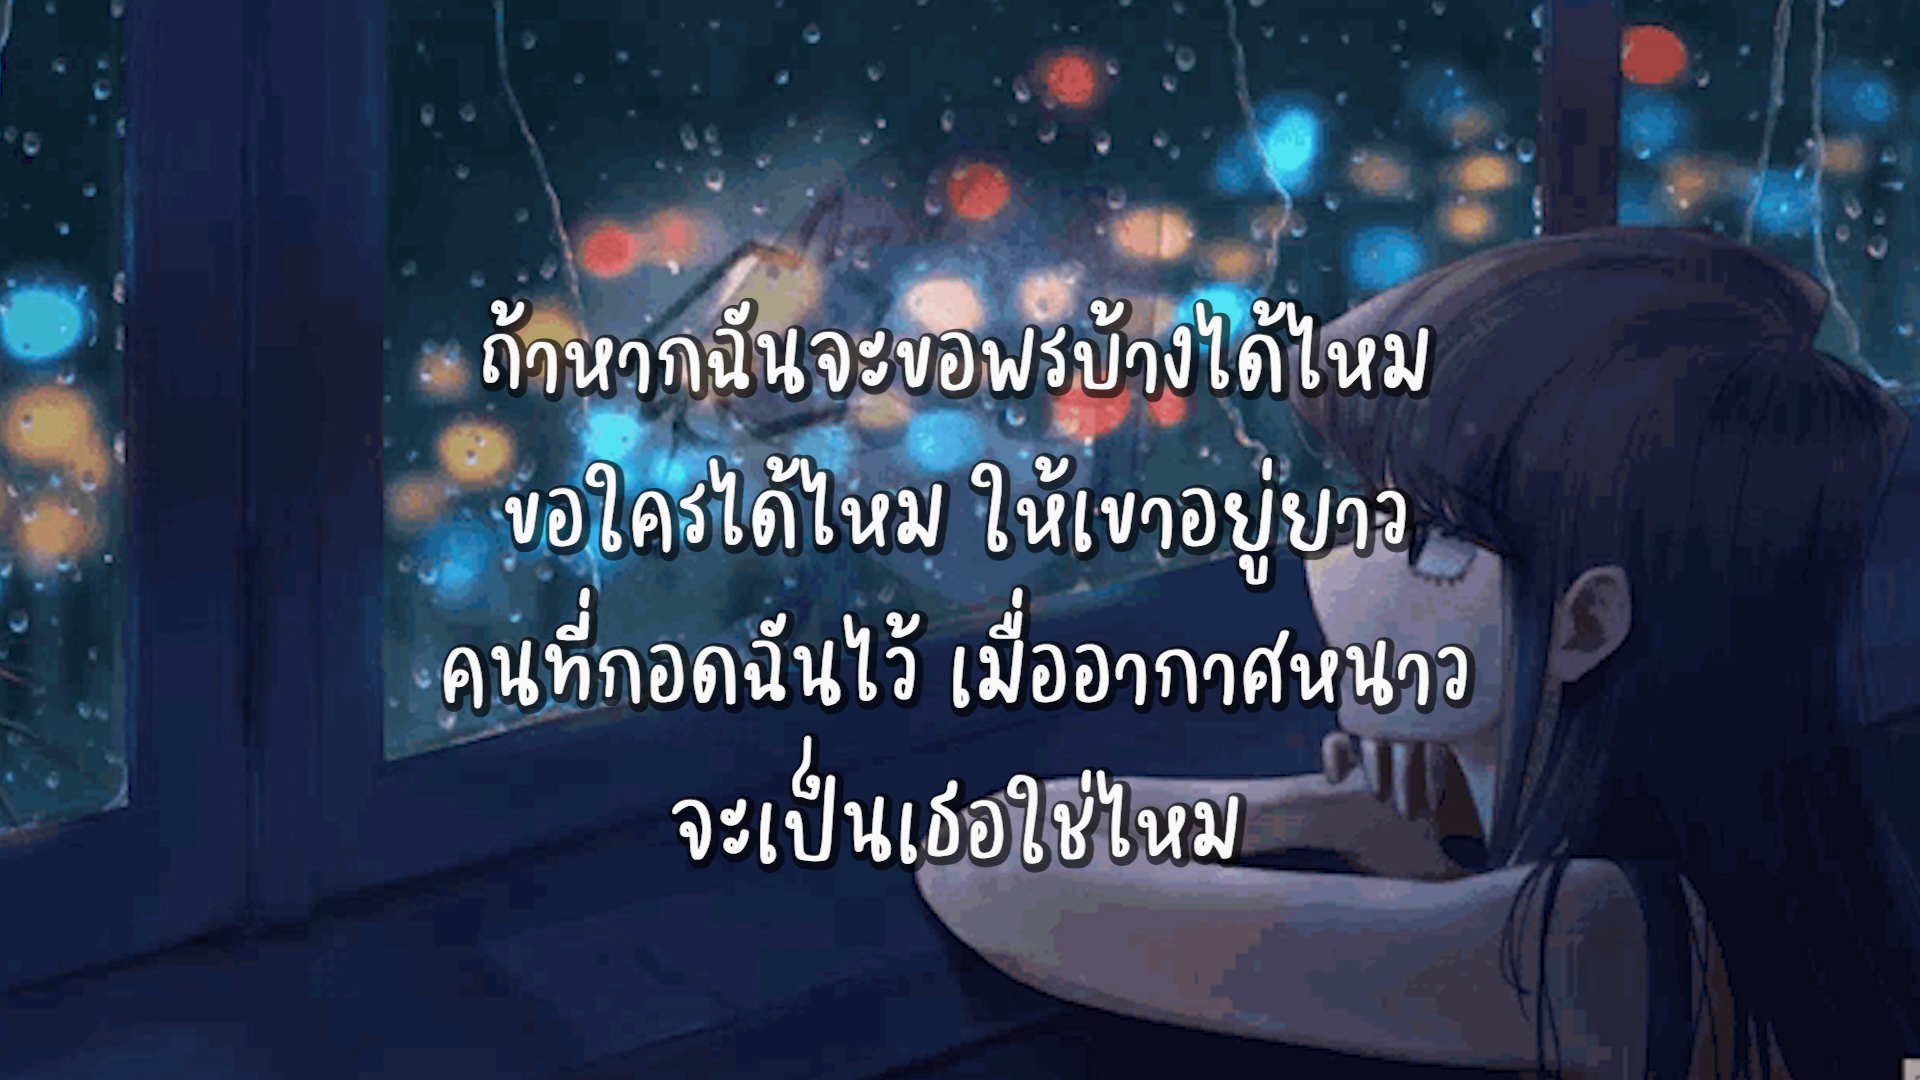 ถ้าหากฉันจะขอพรบ้างได้ไหม
ขอใครได้ไหม ให้เขาอยู่ยาว
คนที่กอดฉันไว้ เมื่ออากาศหนาว
จะเป็นเธอใช่ไหม